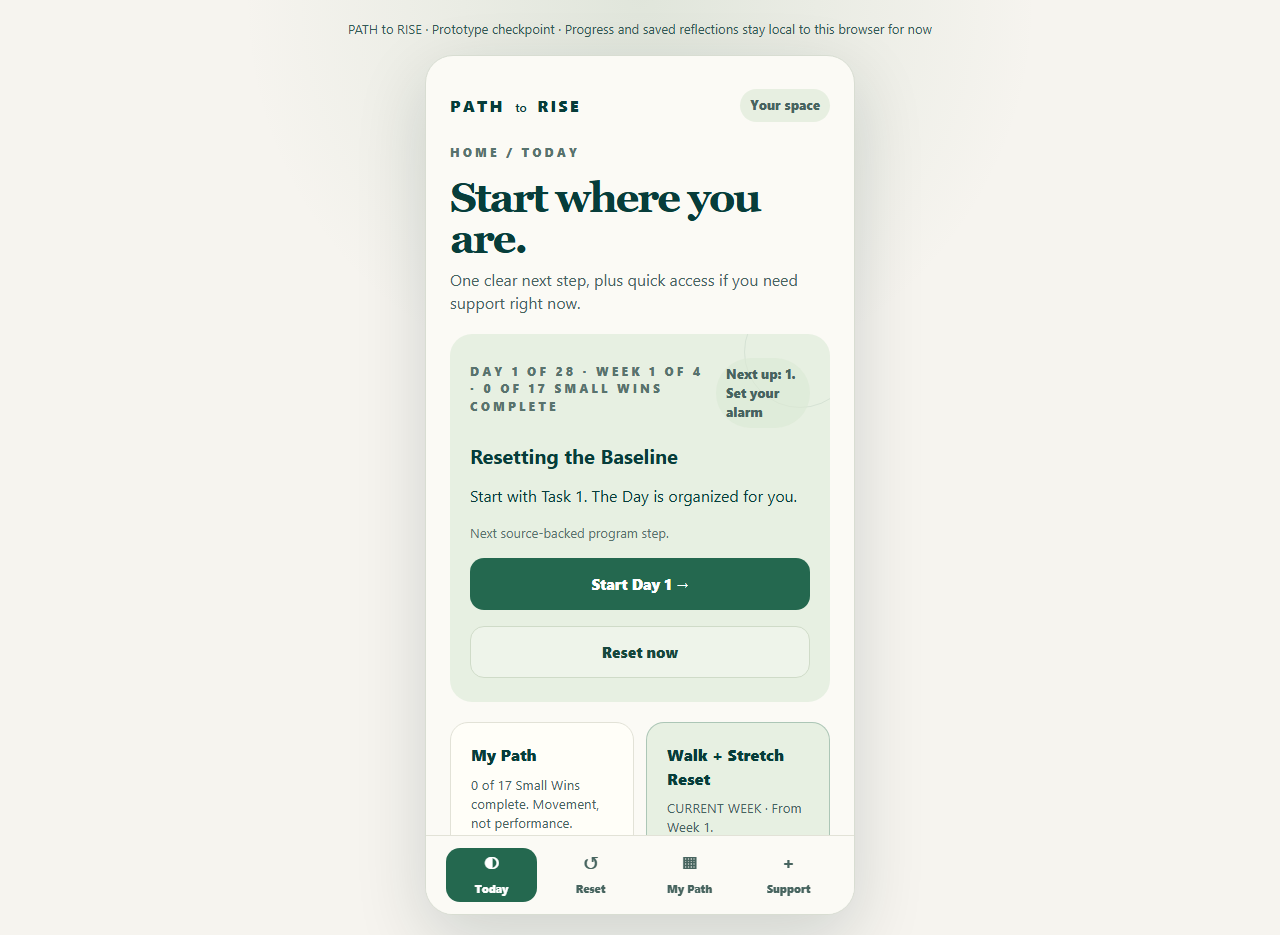 PATH to RISE · Prototype checkpoint · Progress and saved reflections stay local to this browser for now
PATH to RISE
Your space
HOME / TODAY
Start where you
are.
One clear next step, plus quick access if you need
support right now.
DAY 1 OF 28 · WEEK 1 OF 4
· 0 OF 17 SMALL WINS
COMPLETE
Next up: 1.
Set your
alarm
Resetting the Baseline
Start with Task 1. The Day is organized for you.
Next source-backed program step.
Start Day 1 →
Reset now
My Path
0 of 17 Small Wins
complete. Movement,
not performance.
Walk + Stretch
Reset
CURRENT WEEK · From
Week 1.
Today
Reset
My Path
Support